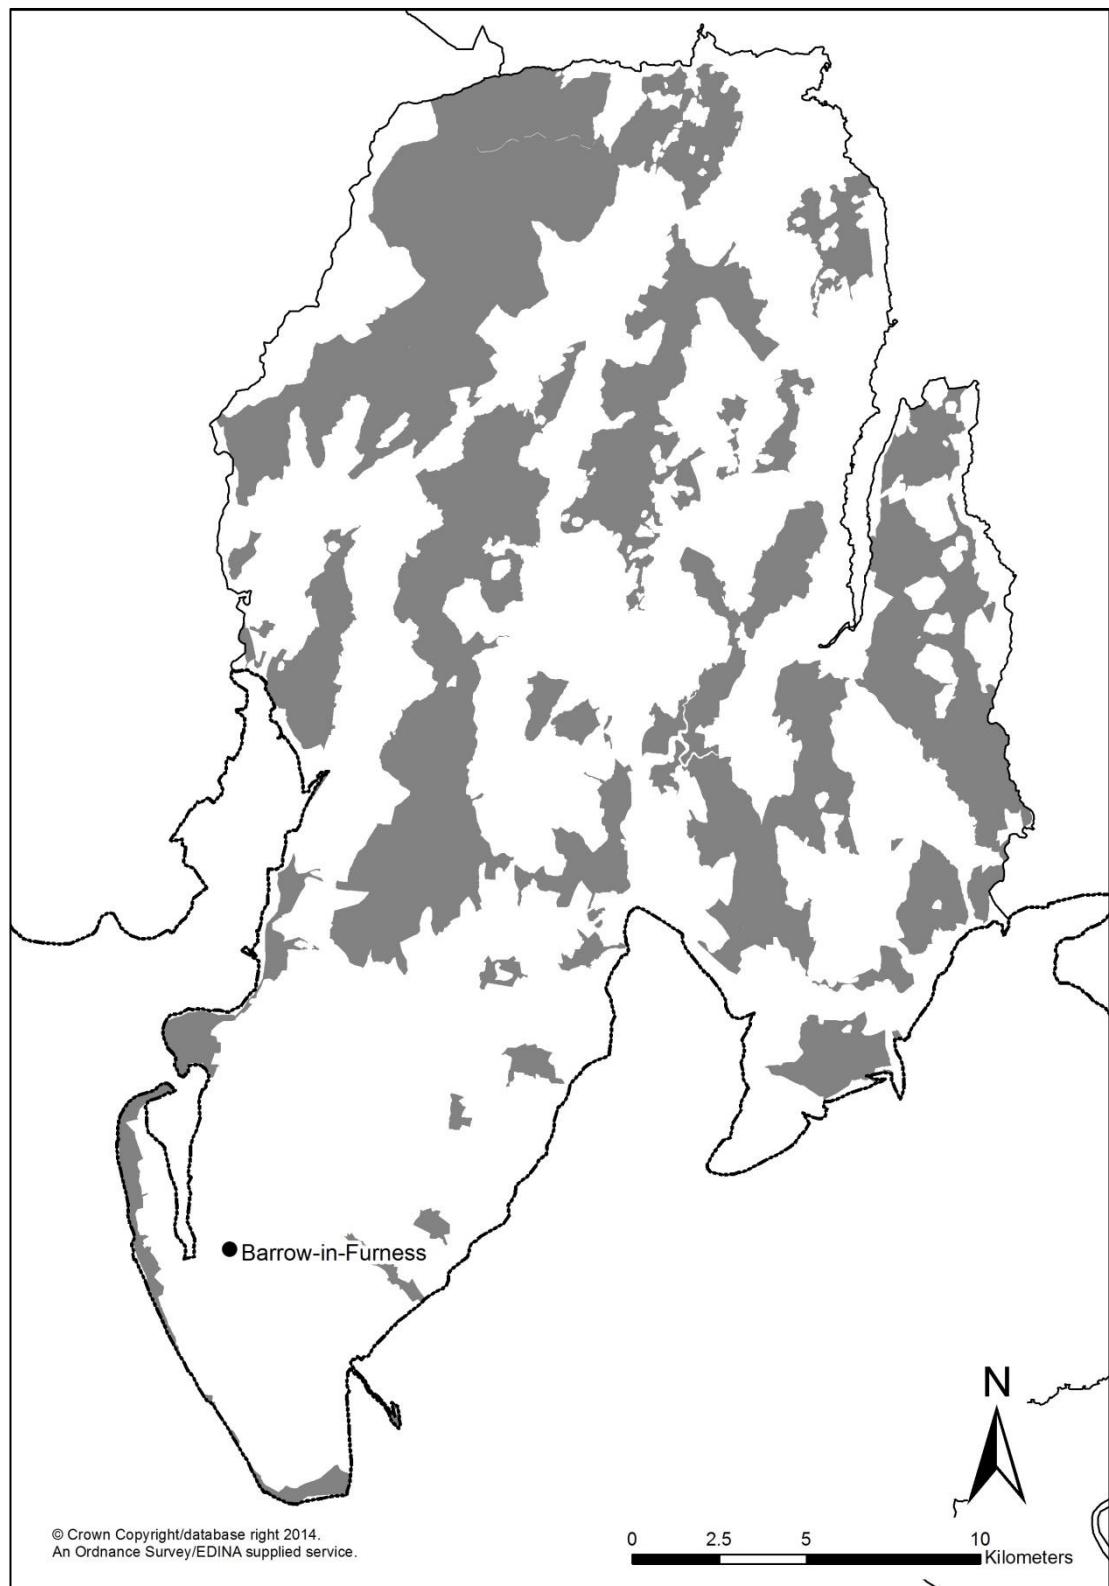 Barrow-in-Furness
N
© Crown Copyright/database right 2014.
An Ordnance Survey/EDINA supplied service.
0 2.5 5 10
Kilometers